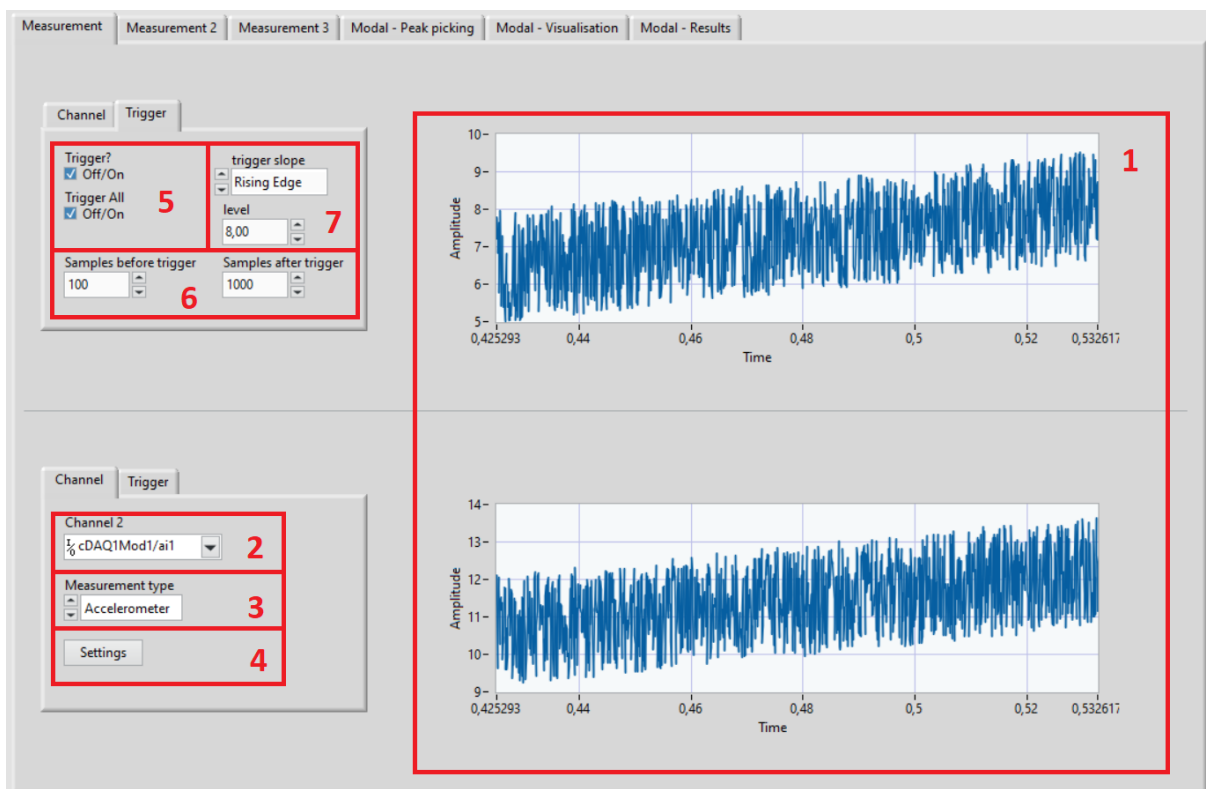 Measurement
Measurement 2
Measurement 3
Modal - Peak picking
Modal - Visualisation
Modal - Results
Channel
Trigger
Trigger?
Off/On
Trigger All
Off/On
5
trigger slope
Rising Edge
level
8,00
7
Samples before trigger
100
6
Samples after trigger
1000
1
10
9
8
7
6
5
Amplitude
0,425293
0,44
0,46
0,48
0,5
0,52
0,532617
Time
Channel
Trigger
Channel 2
cDAQ1Mod1/ai1
2
Measurement type
Accelerometer
3
Settings
4
14
13
12
11
10
9
Amplitude
0,425293
0,44
0,46
0,48
0,5
0,52
0,532617
Time